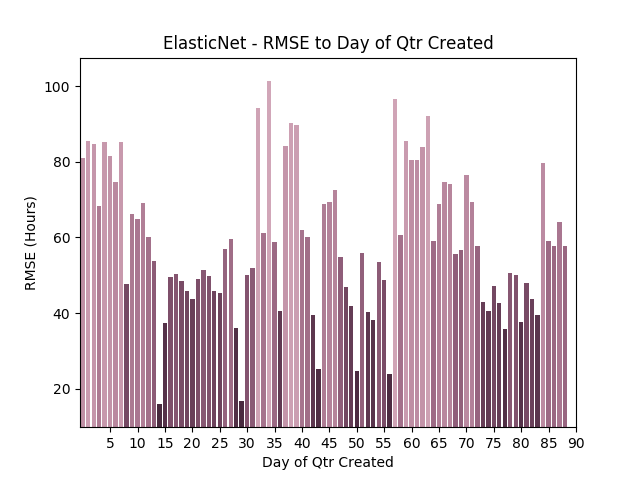 ElasticNet - RMSE to Day of Qtr Created
RMSE (Hours)
100
80
60
40
20
5 10 15 20 25 30 35 40 45 50 55 60 65 70 75 80 85 90
Day of Qtr Created